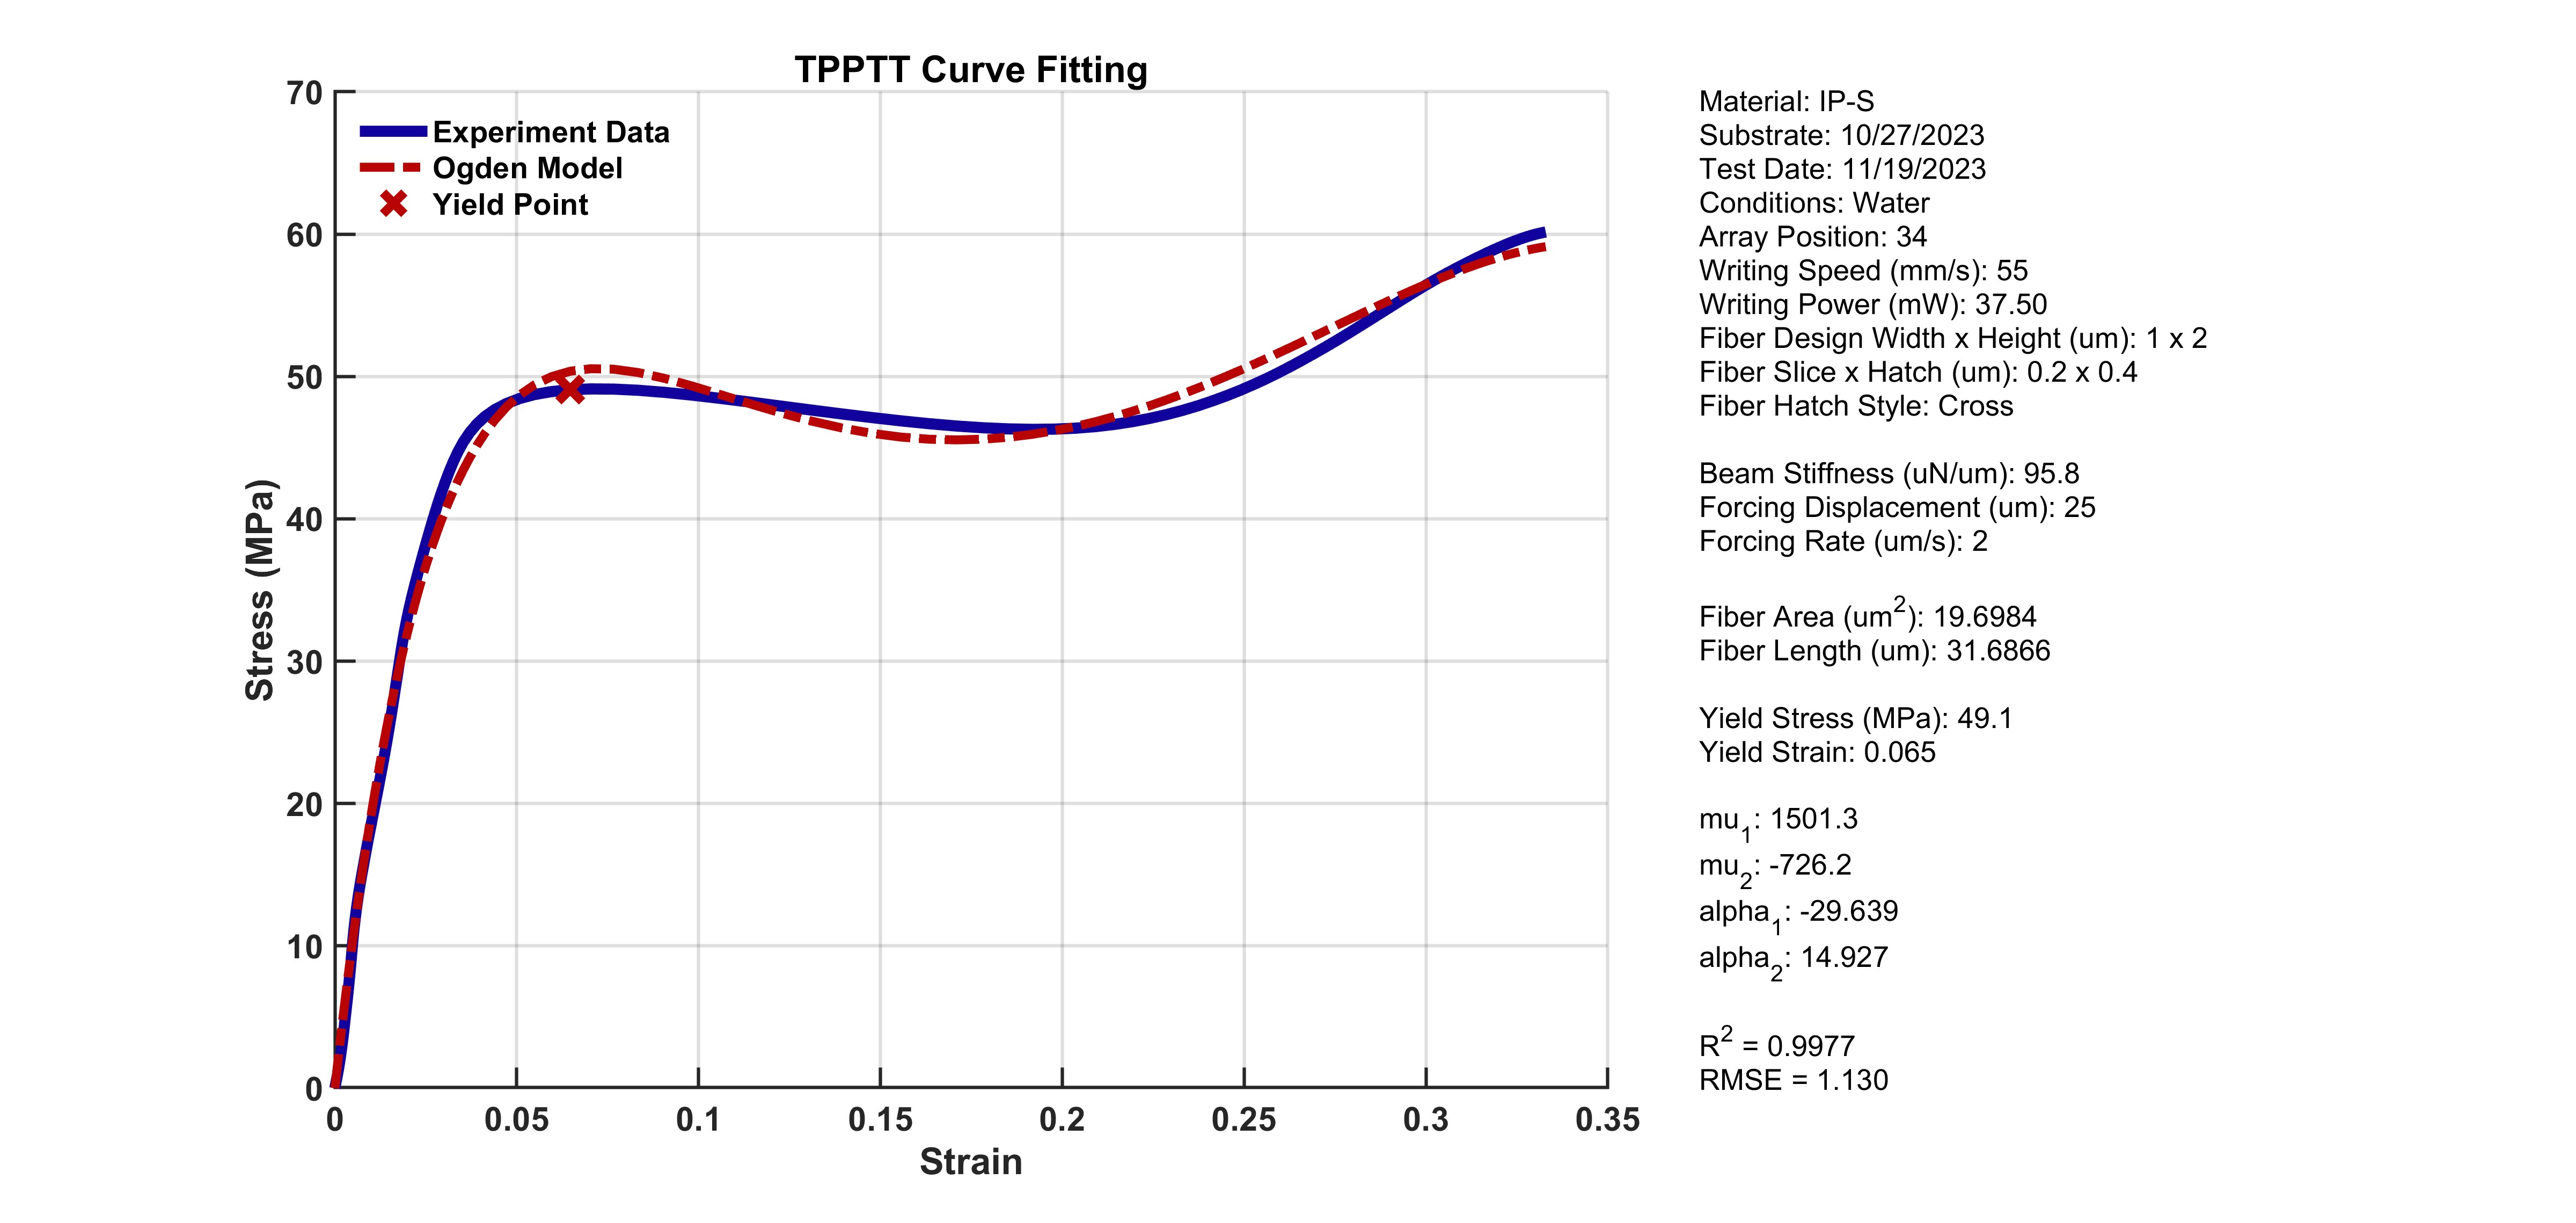 TPPTT Curve Fitting
70
60
50
40
30
20
10
0
Stress (MPa)
Experiment Data
Ogden Model
Yield Point
0 0.05 0.1 0.15 0.2 0.25 0.3 0.35
Strain
Material: IP-S
Substrate: 10/27/2023
Test Date: 11/19/2023
Conditions: Water
Array Position: 34
Writing Speed (mm/s): 55
Writing Power (mW): 37.50
Fiber Design Width x Height (um): 1 x 2
Fiber Slice x Hatch (um): 0.2 x 0.4
Fiber Hatch Style: Cross
Beam Stiffness (uN/um): 95.8
Forcing Displacement (um): 25
Forcing Rate (um/s): 2
Fiber Area (um²): 19.6984
Fiber Length (um): 31.6866
Yield Stress (MPa): 49.1
Yield Strain: 0.065
mu₁: 1501.3
mu₂: -726.2
alpha₁: -29.639
alpha₂: 14.927
R² = 0.9977
RMSE = 1.130